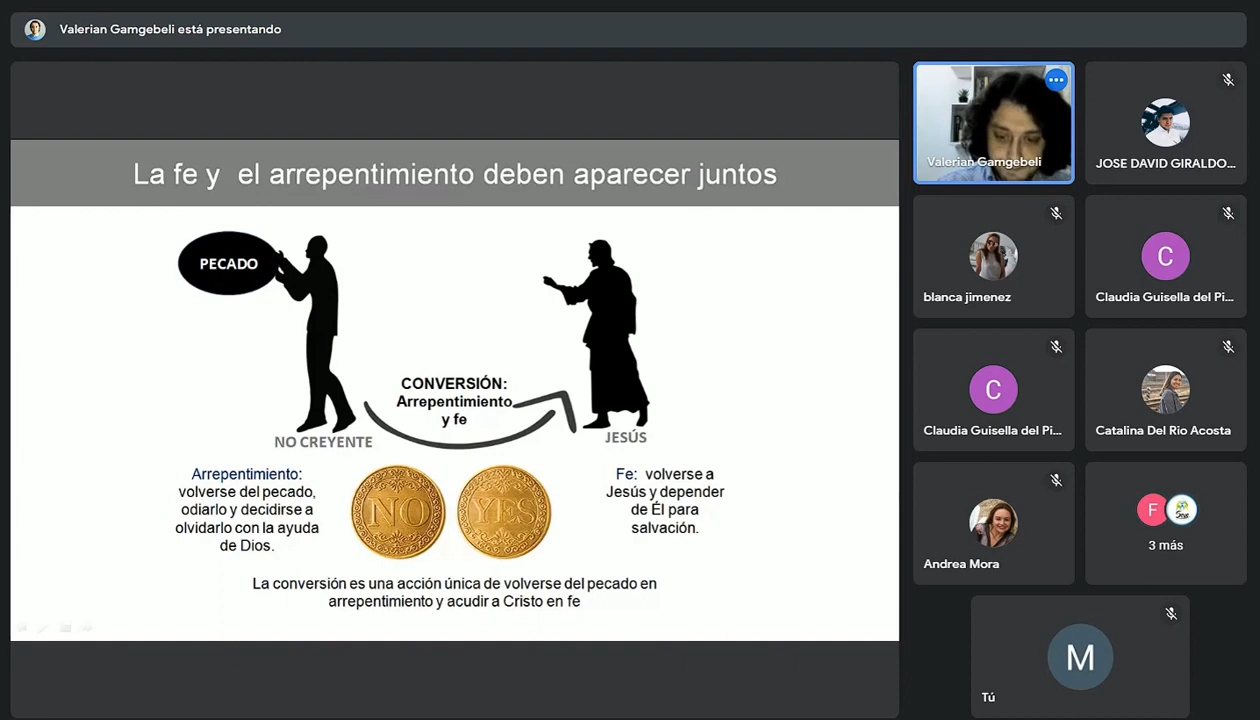 Valerian Gamgebeli está presentando
La fe y el arrepentimiento deben aparecer juntos
PECADO
CONVERSIÓN:
Arrepentimiento
y fe
NO CREYENTE
JESÚS
Arrepentimiento:
volverse del pecado,
odiarlo y decidirse a
olvidarlo con la ayuda
de Dios.
NO
YES
Fe: volverse a
Jesús y depender
de Él para
salvación.
La conversión es una acción única de volverse del pecado en
arrepentimiento y acudir a Cristo en fe
Valerian Gamgebeli
JOSE DAVID GIRALDO...
blanca jimenez
C
Claudia Guisella del Pi...
C
Claudia Guisella del Pi...
Catalina Del Rio Acosta
Andrea Mora
F
3 más
M
Tú